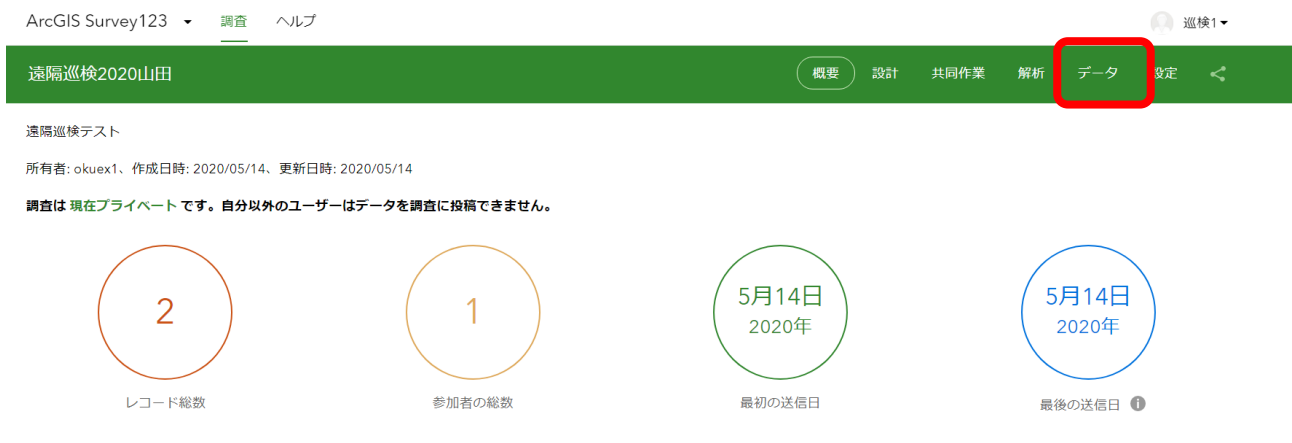 ArcGIS Survey123 調査 ヘルプ 巡検1
遠隔巡検2020山田 概要 設計 共同作業 解析 データ 設定
遠隔巡検テスト
所有者: okuex1、作成日時: 2020/05/14、更新日時: 2020/05/14
調査は 現在プライベート です。自分以外のユーザーはデータを調査に投稿できません。
2
レコード総数
1
参加者の総数
5月14日
2020年
最初の送信日
5月14日
2020年
最後の送信日